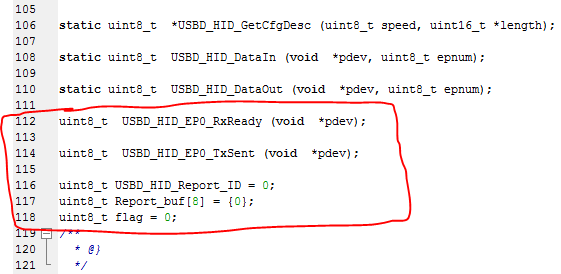 105
106 static uint8_t *USBD_HID_GetCfgDesc (uint8_t speed, uint16_t *length);
107
108 static uint8_t USBD_HID_DataIn (void *pdev, uint8_t epnum);
109
110 static uint8_t USBD_HID_DataOut (void *pdev, uint8_t epnum);
111
112 uint8_t USBD_HID_EP0_RxReady (void *pdev);
113
114 uint8_t USBD_HID_EP0_TxSent (void *pdev);
115
116 uint8_t USBD_HID_Report_ID = 0;
117 uint8_t Report_buf[8] = {0};
118 uint8_t flag = 0;
119 /**
120 * @}
121 */